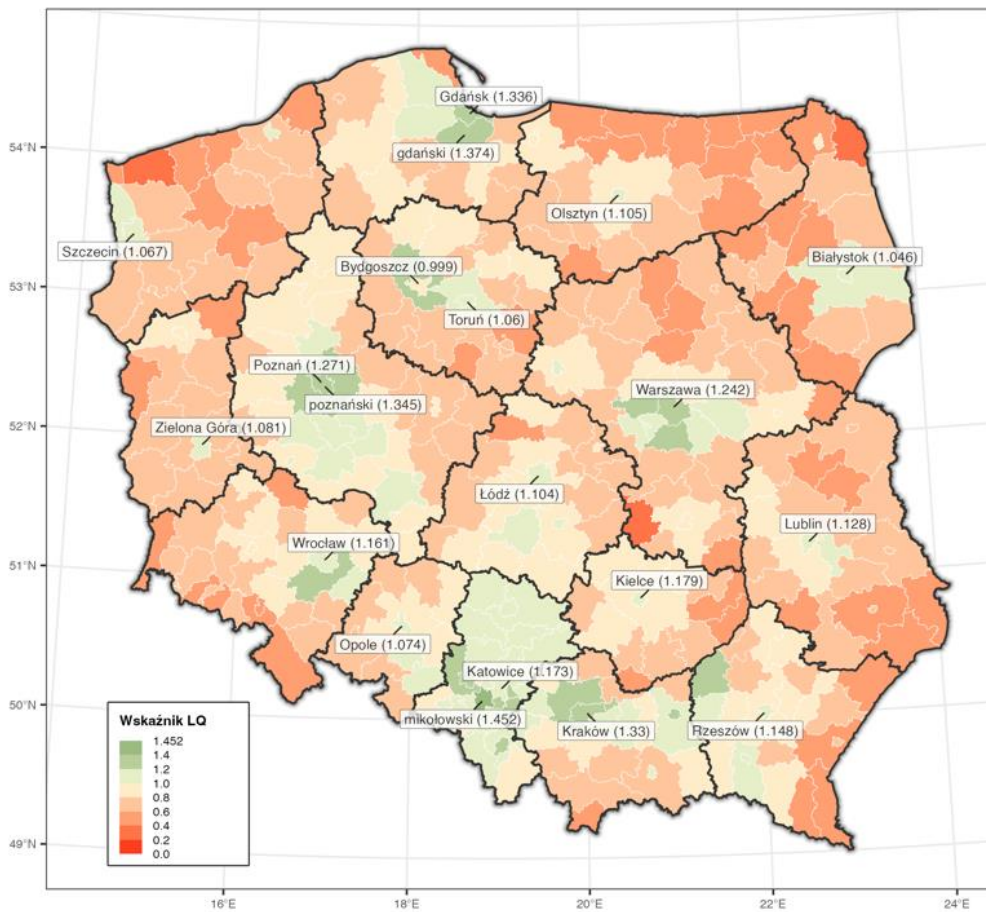 Gdańsk (1.336)
54°N
gdański (1.374)
Olsztyn (1.105)
Szczecin (1.067)
Białystok (1.046)
Bydgoszcz (0.999)
53°N
Toruń (1.06)
Poznań (1.271)
Warszawa (1.242)
poznański (1.345)
52°N
Zielona Góra (1.081)
Łódź (1.104)
Lublin (1.128)
Wrocław (1.161)
51°N
Kielce (1.179)
Opole (1.074)
Katowice (1.173)
50°N
mikołowski (1.452)
Kraków (1.33)
Rzeszów (1.148)
Wskaźnik LQ
1.452
1.4
1.2
1.0
0.8
0.6
0.4
0.2
0.0
49°N
16°E
18°E
20°E
22°E
24°E